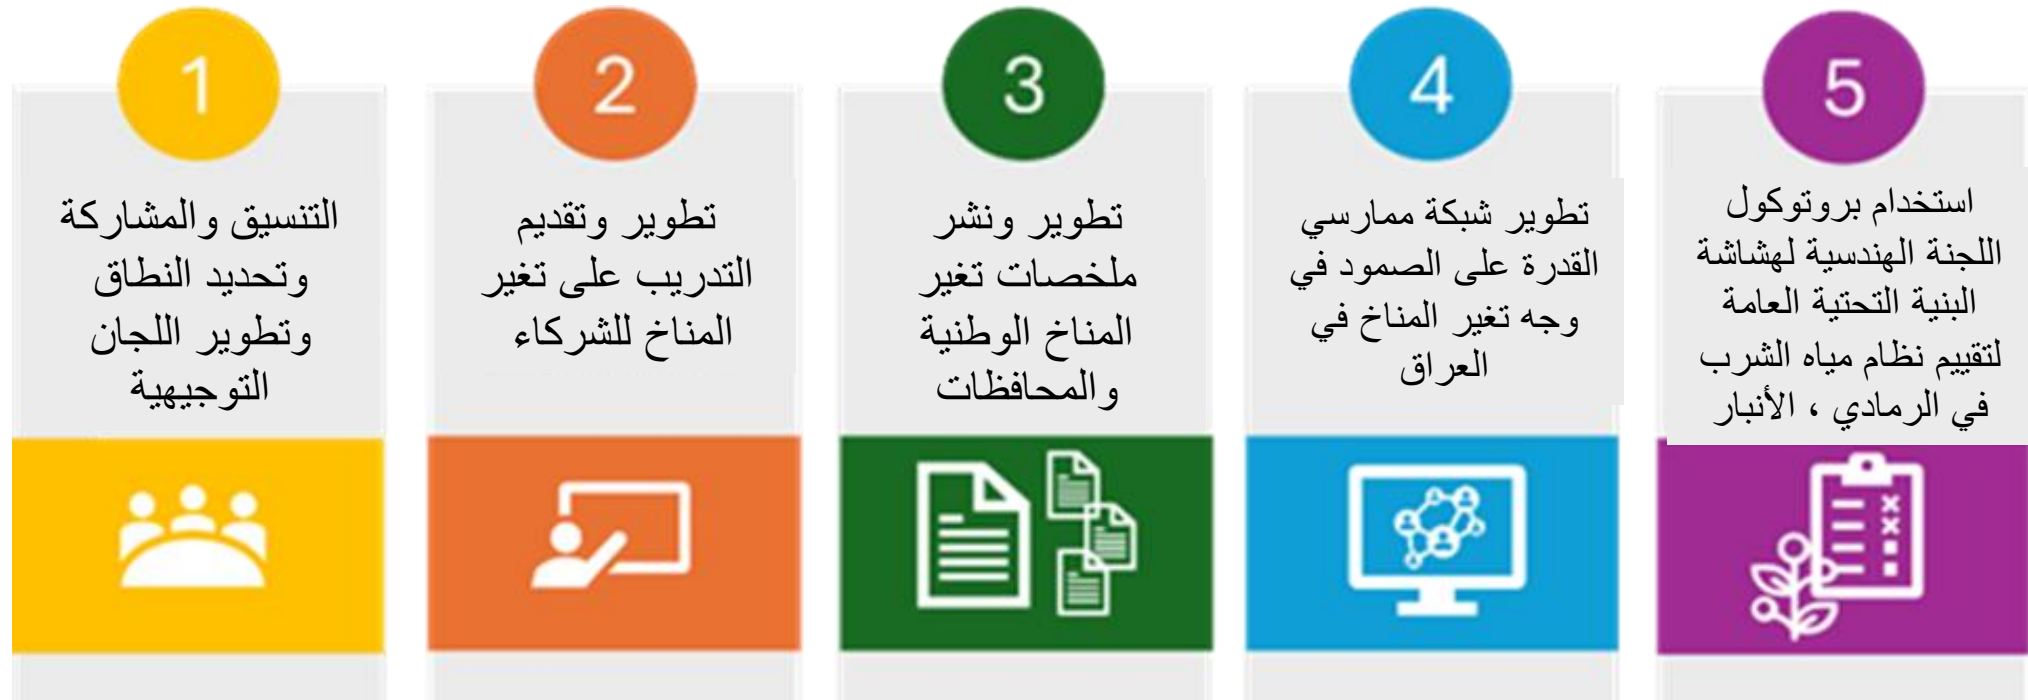 1
التنسيق والمشاركة
وتحديد النطاق
وتطوير اللجان
التوجيهية
2
تطوير وتقديم
التدريب على تغير
المناخ للشركاء
3
تطوير ونشر
ملخصات تغير
المناخ الوطنية
والمحافظات
4
تطوير شبكة ممارسي
القدرة على الصمود في
وجه تغير المناخ في
العراق
5
استخدام بروتوكول
اللجنة الهندسية لهشاشة
البنية التحتية العامة
لتقييم نظام مياه الشرب
في الرمادي ، الأنبار